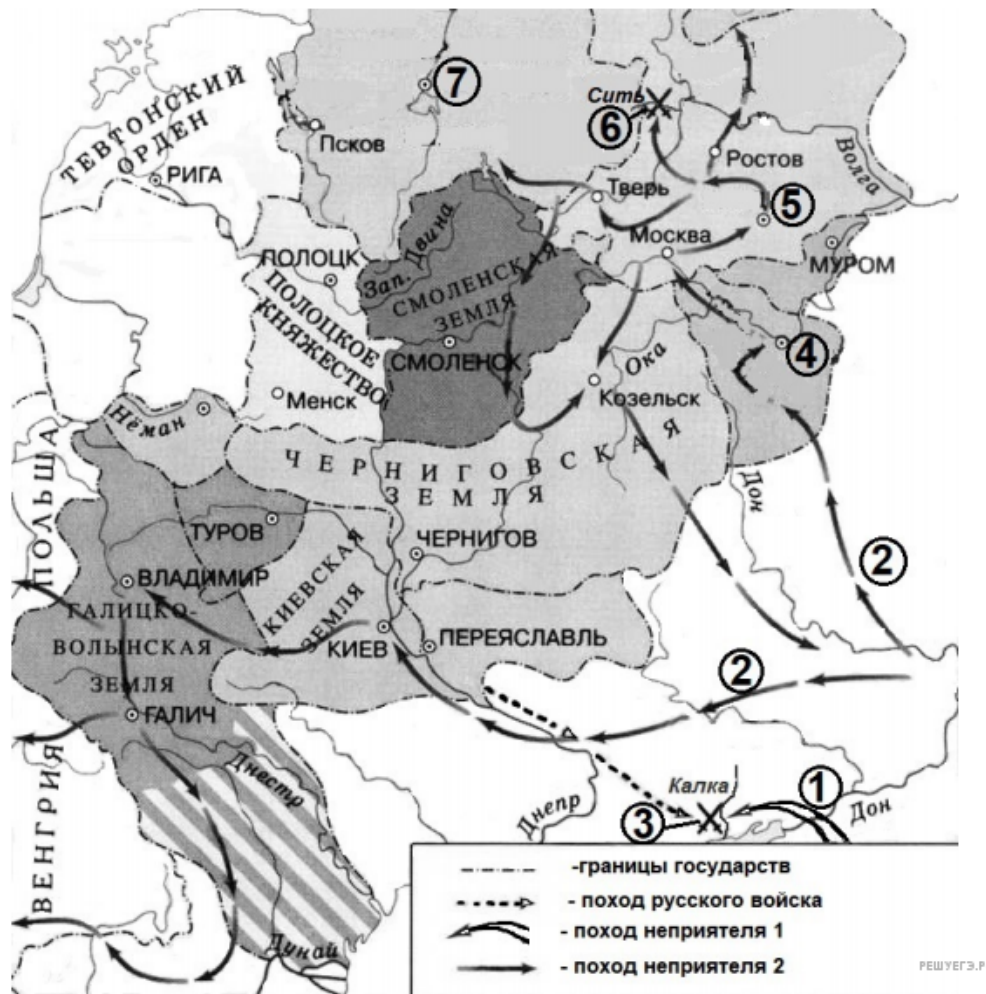 ТЕВТОНСКИЙ
ОРДЕН
РИГА
Псков
7
Сить
6
Ростов
Волга
Тверь
5
Москва
МУРОМ
ПОЛОЦК
ПОЛОЦКОЕ
КНЯЖЕСТВО
Зап. Двина
СМОЛЕНСКАЯ
ЗЕМЛЯ
СМОЛЕНСК
4
Ока
Козельск
Менск
Нёман
ПОЛЬША
ЧЕРНИГОВСКАЯ
ЗЕМЛЯ
Дон
ТУРОВ
ЧЕРНИГОВ
2
ВЛАДИМИР
КИЕВСКАЯ
ЗЕМЛЯ
ГАЛИЦКО-
ВОЛЫНСКАЯ
ЗЕМЛЯ
КИЕВ
ПЕРЕЯСЛАВЛЬ
2
ГАЛИЧ
ВЕНГРИЯ
Днестр
Днепр
Калка
1
3
Дон
Дунай
-границы государств
- поход русского войска
- поход неприятеля 1
- поход неприятеля 2
РЕШУЕГЭ.Р